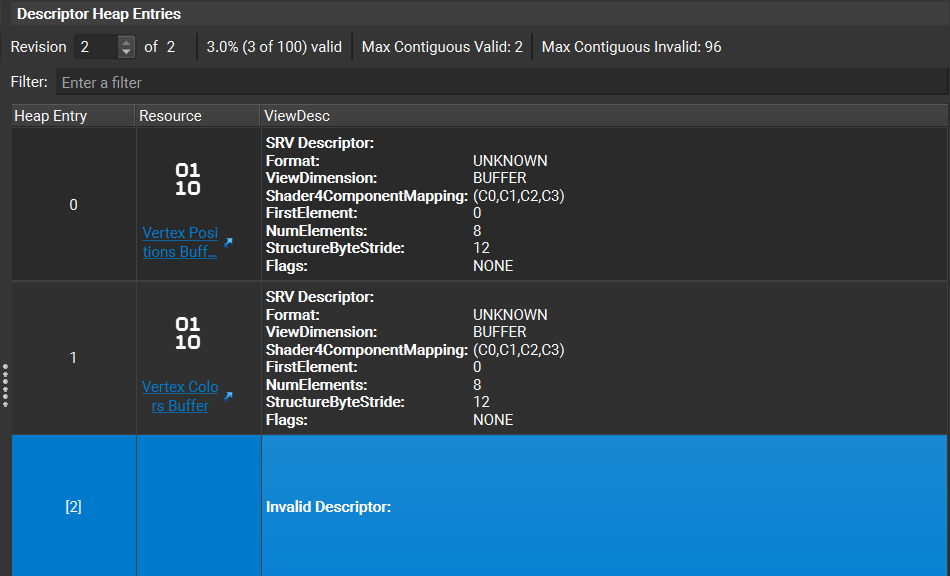 Descriptor Heap Entries
Revision 2 of 2 3.0% (3 of 100) valid Max Contiguous Valid: 2 Max Contiguous Invalid: 96
Filter: Enter a filter
Heap Entry Resource ViewDesc
0
01
10
Vertex Posi
tions Buff...
SRV Descriptor:
Format: UNKNOWN
ViewDimension: BUFFER
Shader4ComponentMapping: (C0,C1,C2,C3)
FirstElement: 0
NumElements: 8
StructureByteStride: 12
Flags: NONE
1
01
10
Vertex Colo
rs Buffer
SRV Descriptor:
Format: UNKNOWN
ViewDimension: BUFFER
Shader4ComponentMapping: (C0,C1,C2,C3)
FirstElement: 0
NumElements: 8
StructureByteStride: 12
Flags: NONE
[2]
Invalid Descriptor: